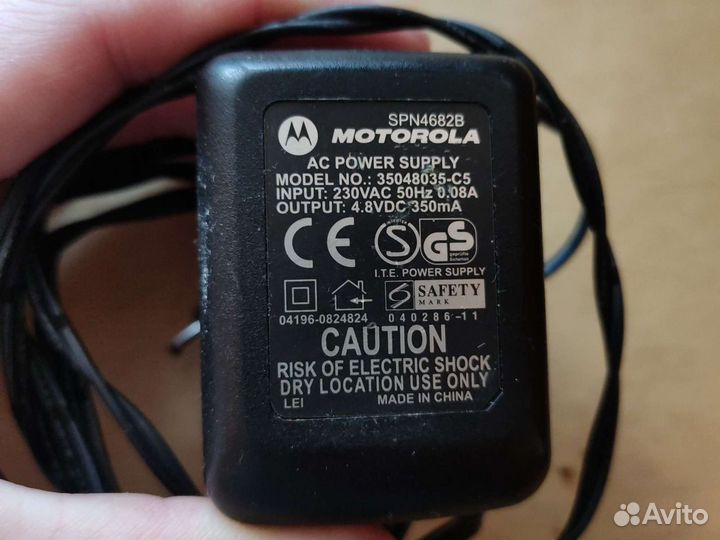 SPN4682B
MOTOROLA
AC POWER SUPPLY
MODEL NO.: 35048035-C5
INPUT: 230VAC 50Hz 0.08A
OUTPUT: 4.8VDC 350mA
CE S GS
geprüfte
Sicherheit
I.T.E. POWER SUPPLY
S SAFETY
MARK
04196-0824824 040286-11
CAUTION
RISK OF ELECTRIC SHOCK
DRY LOCATION USE ONLY
LEI MADE IN CHINA
Avito